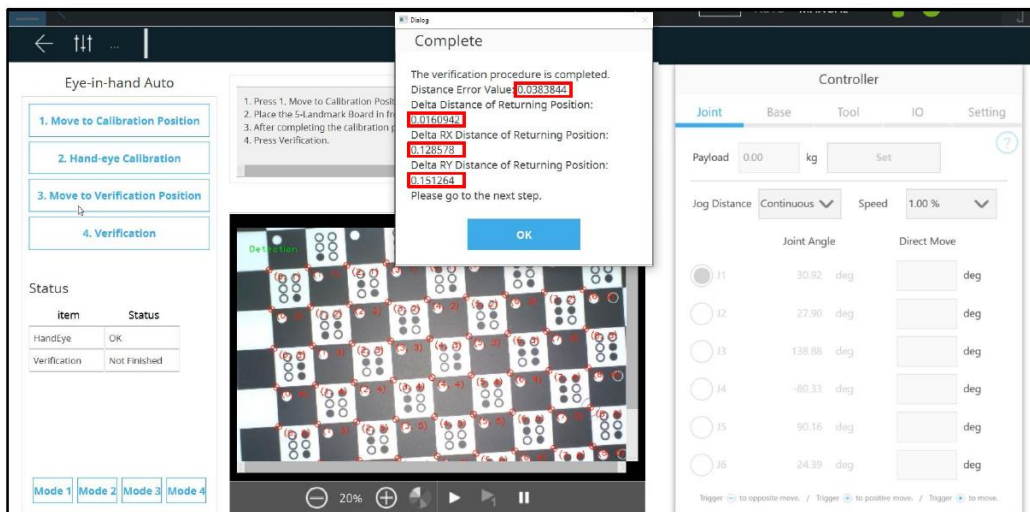 Dialog
Complete
The verification procedure is completed.
Distance Error Value: 0.0383844
Delta Distance of Returning Position:
0.0160942
Delta RX Distance of Returning Position:
0.128578
Delta RY Distance of Returning Position:
0.151264
Please go to the next step.
OK
...
Eye-in-hand Auto
1. Move to Calibration Position
2. Hand-eye Calibration
3. Move to Verification Position
4. Verification
Status
item Status
HandEye OK
Verification Not Finished
Mode 1 Mode 2 Mode 3 Mode 4
1. Press 1. Move to Calibration
2. Place the 5-Landmark Board in
3. After completing the calibration
4. Press Verification.
Detection
20%
Controller
Joint Base Tool IO Setting
?
Payload 0.00 kg Set
Jog Distance Continuous Speed 1.00 %
Joint Angle Direct Move
J1 30.92 deg deg
J2 27.90 deg deg
J3 138.88 deg deg
J4 -80.33 deg deg
J5 90.16 deg deg
J6 24.39 deg deg
Trigger - to opposite move. / Trigger + to positive move. / Trigger to move.